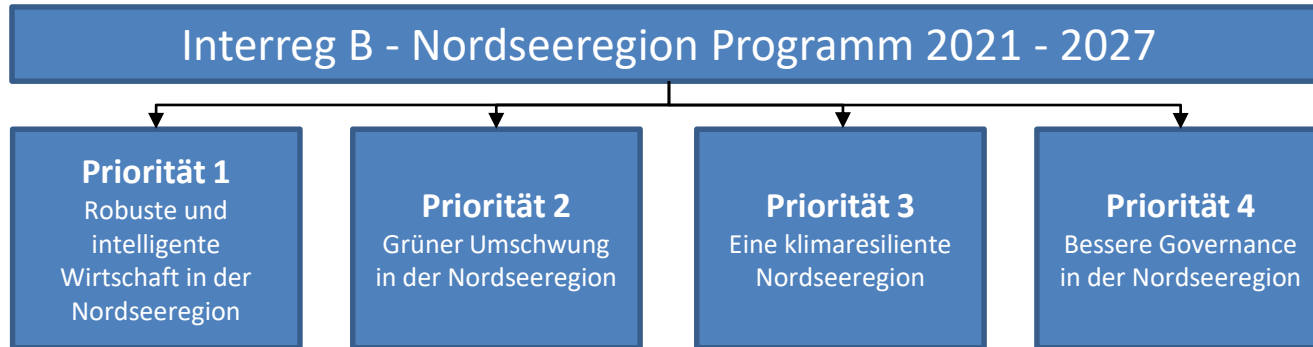 Interreg B - Nordseeregion Programm 2021 - 2027
Priorität 1
Robuste und
intelligente
Wirtschaft in der
Nordseeregion
Priorität 2
Grüner Umschwung
in der Nordseeregion
Priorität 3
Eine klimaresiliente
Nordseeregion
Priorität 4
Bessere Governance
in der Nordseeregion